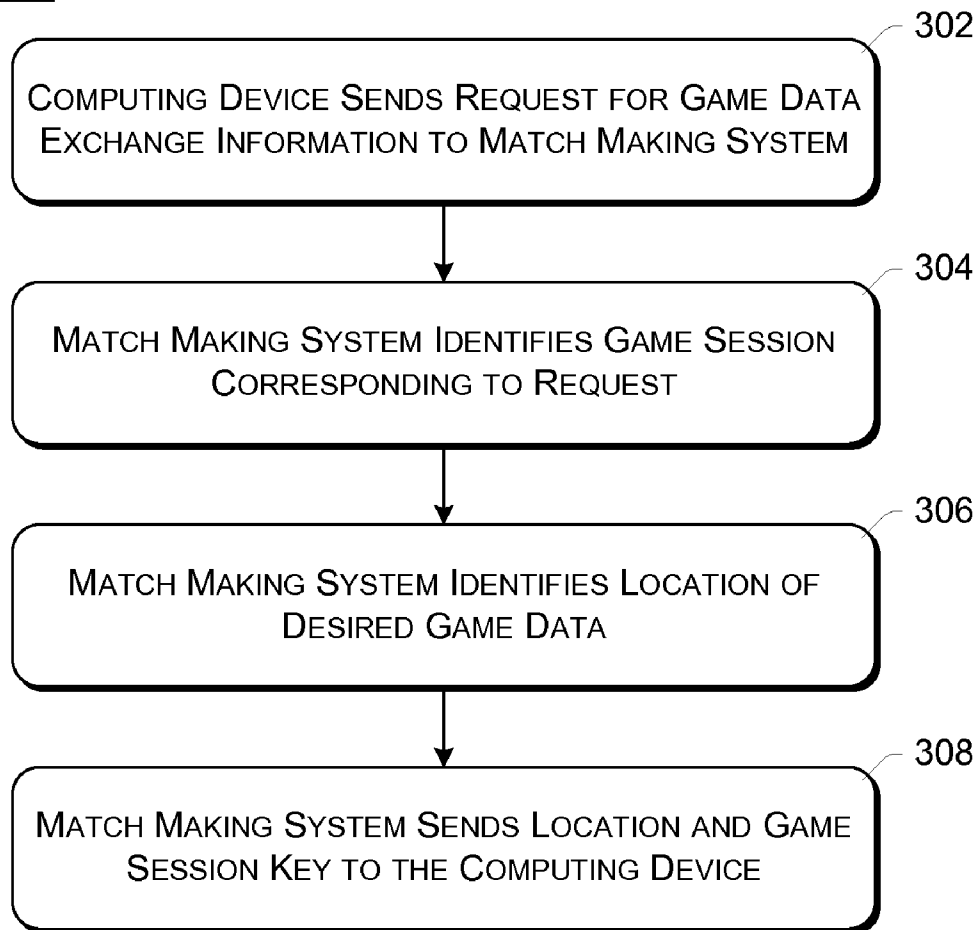 302
COMPUTING DEVICE SENDS REQUEST FOR GAME DATA
EXCHANGE INFORMATION TO MATCH MAKING SYSTEM
304
MATCH MAKING SYSTEM IDENTIFIES GAME SESSION
CORRESPONDING TO REQUEST
306
MATCH MAKING SYSTEM IDENTIFIES LOCATION OF
DESIRED GAME DATA
308
MATCH MAKING SYSTEM SENDS LOCATION AND GAME
SESSION KEY TO THE COMPUTING DEVICE